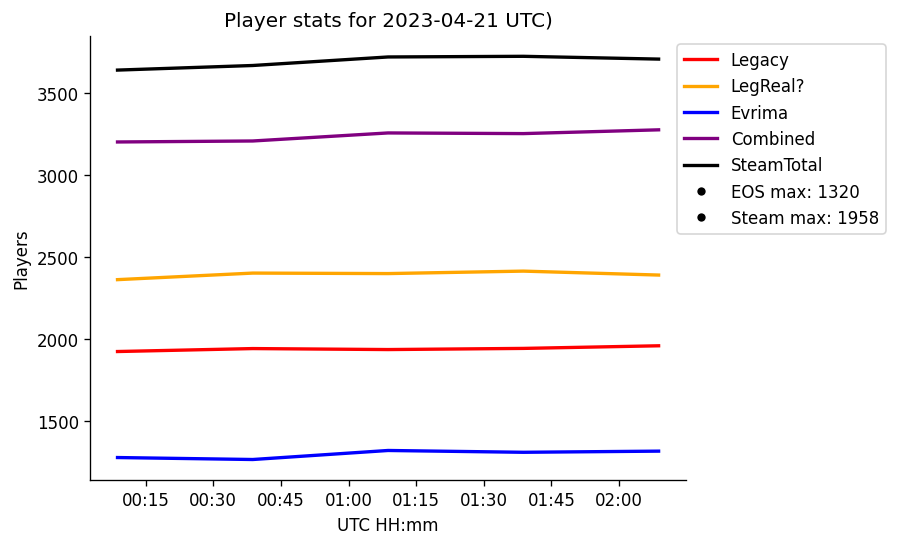 Player stats for 2023-04-21 UTC)
Legacy
LegReal?
Evrima
Combined
SteamTotal
EOS max: 1320
Steam max: 1958
Players
3500
3000
2500
2000
1500
00:15 00:30 00:45 01:00 01:15 01:30 01:45 02:00
UTC HH:mm